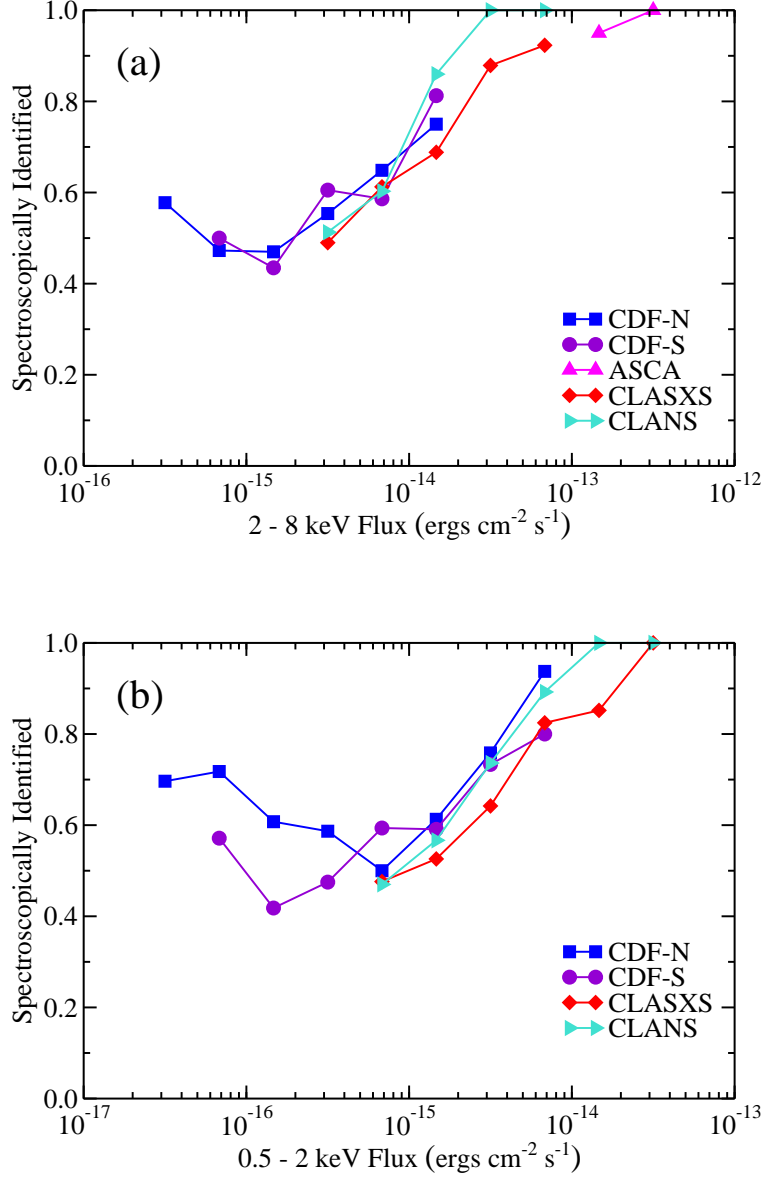 1.0
(a)
0.8
0.6
0.4
0.2
0.0
Spectroscopically Identified
CDF-N
CDF-S
ASCA
CLASXS
CLANS
10⁻¹⁶ 10⁻¹⁵ 10⁻¹⁴ 10⁻¹³ 10⁻¹²
2 - 8 keV Flux (ergs cm⁻² s⁻¹)
1.0
(b)
0.8
0.6
0.4
0.2
0.0
Spectroscopically Identified
CDF-N
CDF-S
CLASXS
CLANS
10⁻¹⁷ 10⁻¹⁶ 10⁻¹⁵ 10⁻¹⁴ 10⁻¹³
0.5 - 2 keV Flux (ergs cm⁻² s⁻¹)